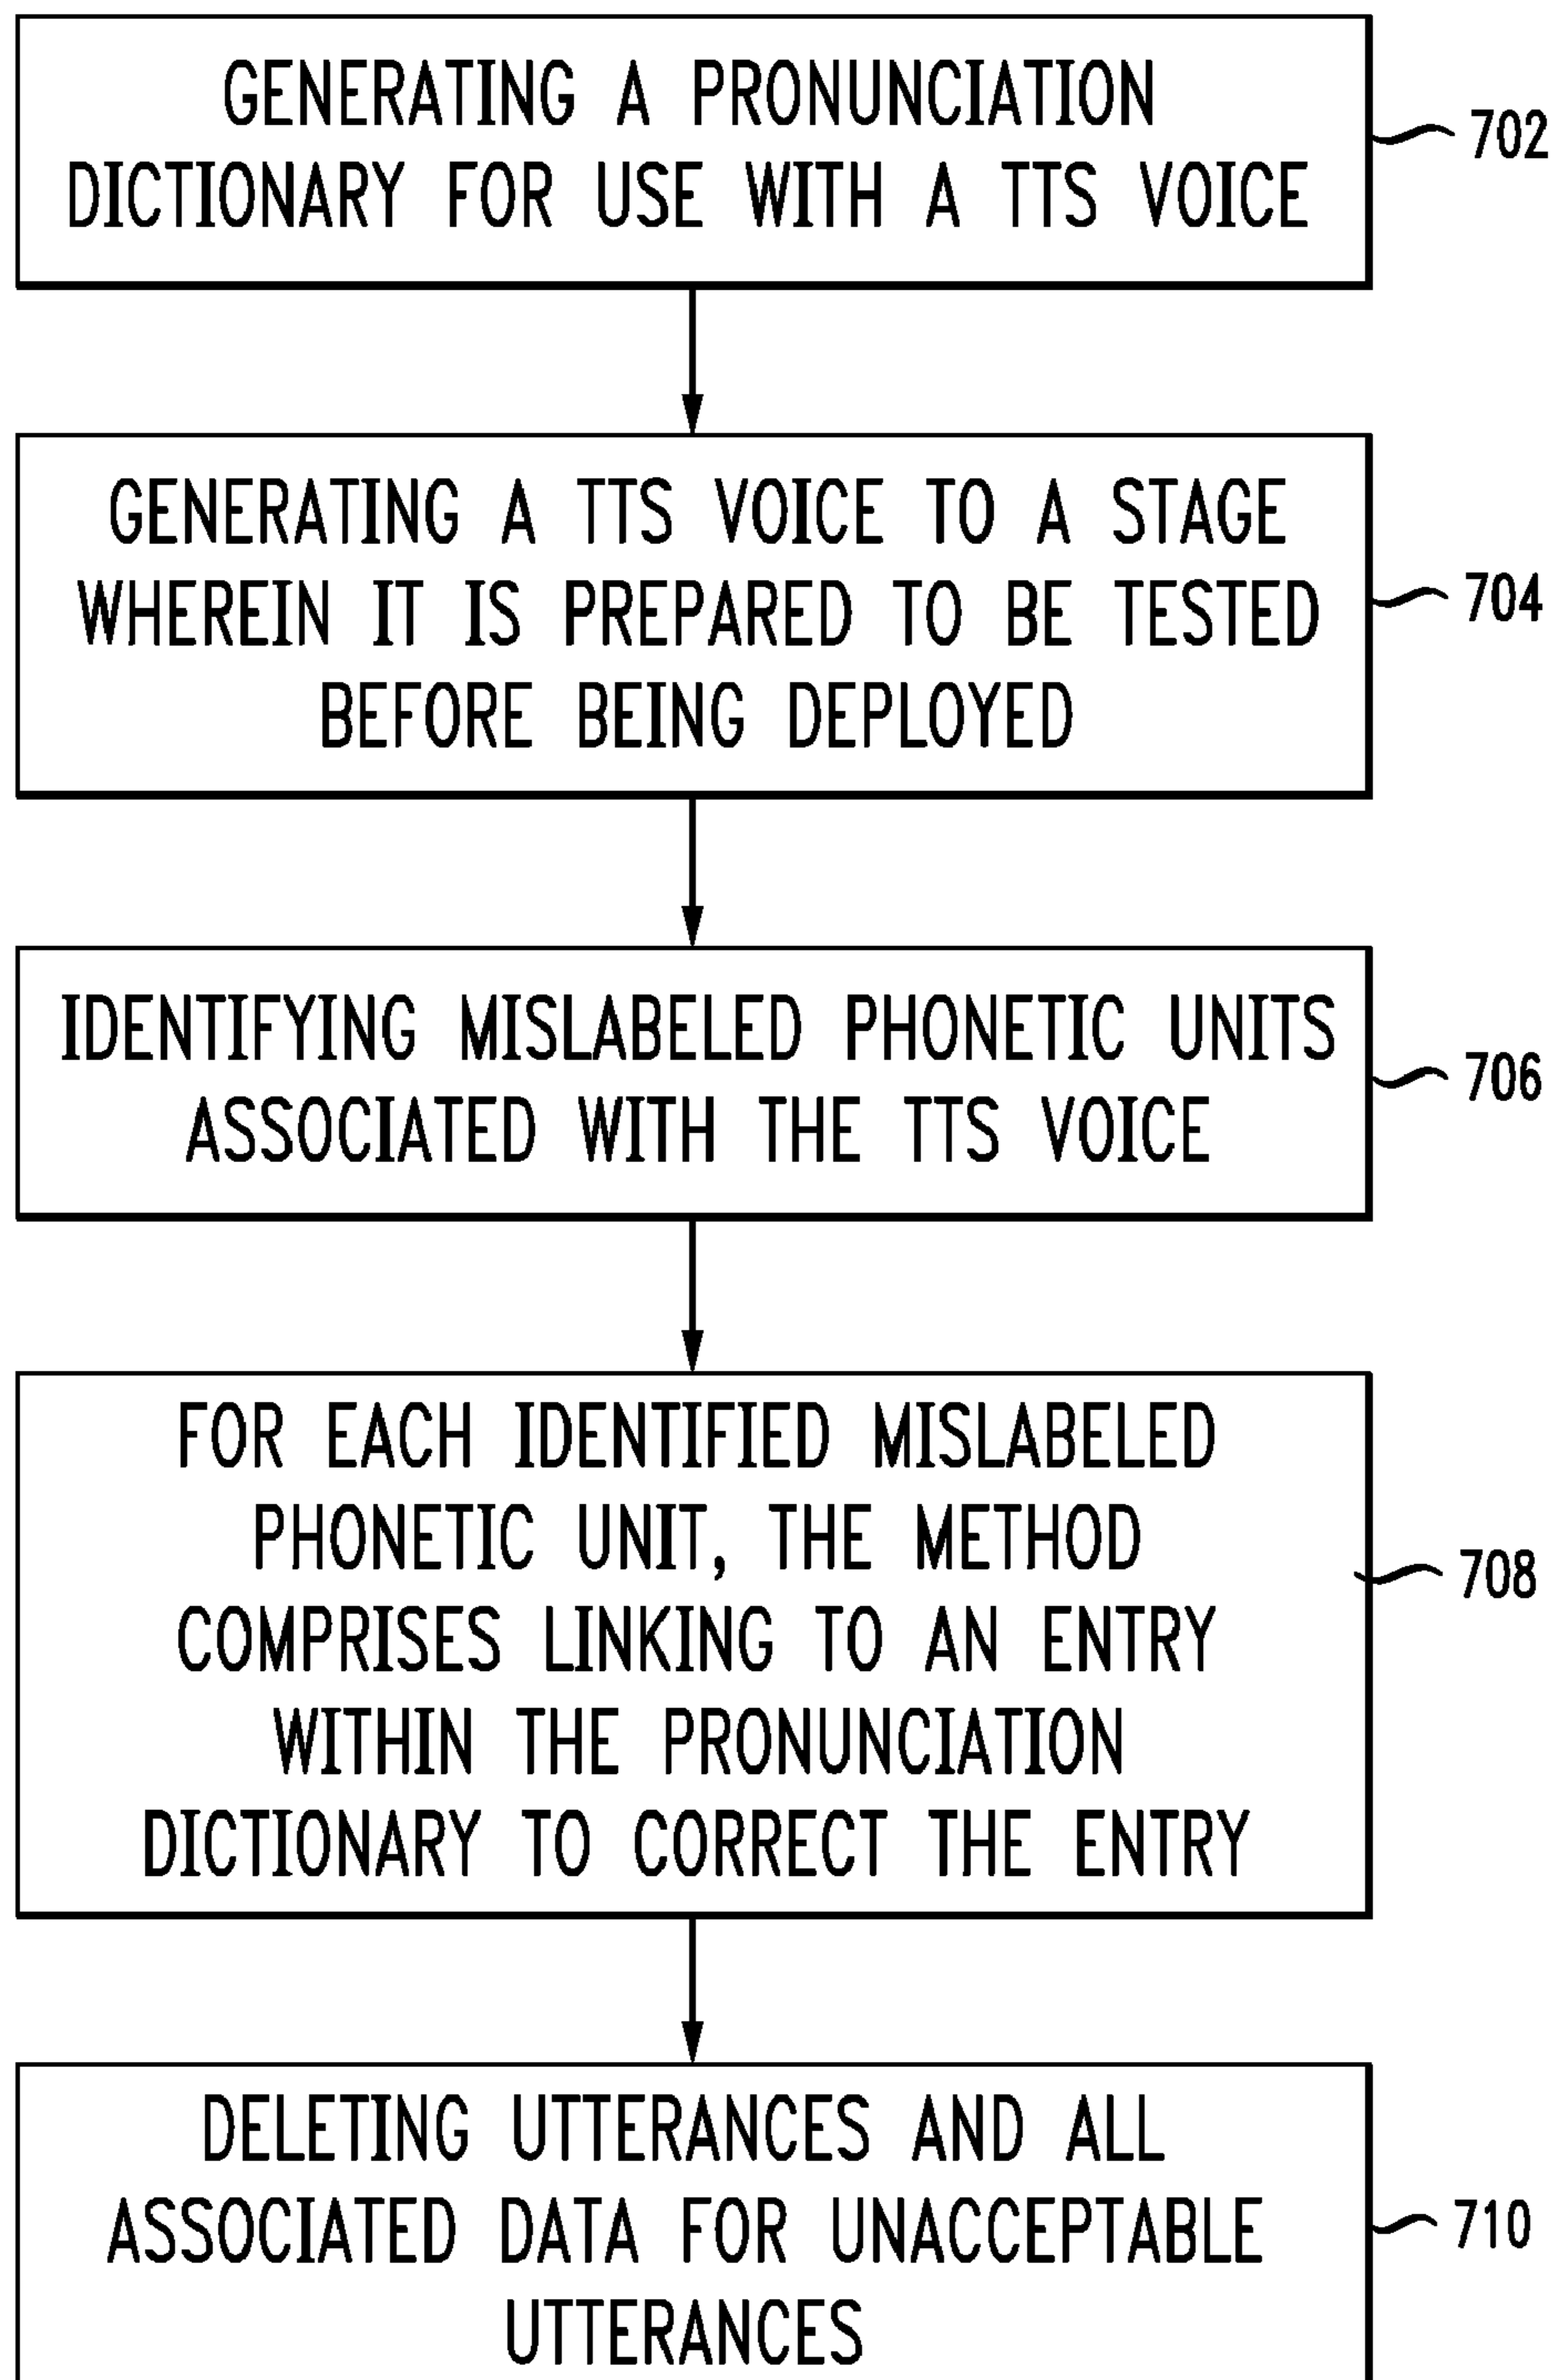 GENERATING A PRONUNCIATION
DICTIONARY FOR USE WITH A TTS VOICE
702
GENERATING A TTS VOICE TO A STAGE
WHEREIN IT IS PREPARED TO BE TESTED
BEFORE BEING DEPLOYED
704
IDENTIFYING MISLABELED PHONETIC UNITS
ASSOCIATED WITH THE TTS VOICE
706
FOR EACH IDENTIFIED MISLABELED
PHONETIC UNIT, THE METHOD
COMPRISES LINKING TO AN ENTRY
WITHIN THE PRONUNCIATION
DICTIONARY TO CORRECT THE ENTRY
708
DELETING UTTERANCES AND ALL
ASSOCIATED DATA FOR UNACCEPTABLE
UTTERANCES
710